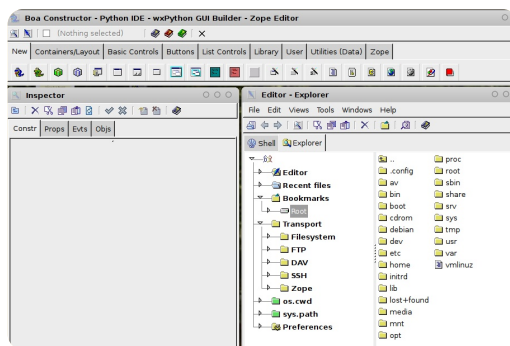 Boa Constructor - Python IDE - wxPython GUI Builder - Zope Editor
(Nothing selected)
New Containers/Layout Basic Controls Buttons List Controls Library User Utilities (Data) Zope
Inspector
Constr Props Evts Objs
Editor - Explorer
File Edit Views Tools Windows Help
Shell Explorer
Editor
Recent files
Bookmarks
Root
Transport
Filesystem
FTP
DAV
SSH
Zope
os.cwd
sys.path
Preferences
..
.config
av
bin
boot
cdrom
debian
dev
etc
home
initrd
lib
lost+found
media
mnt
opt
proc
root
sbin
share
srv
sys
tmp
usr
var
vmlinuz